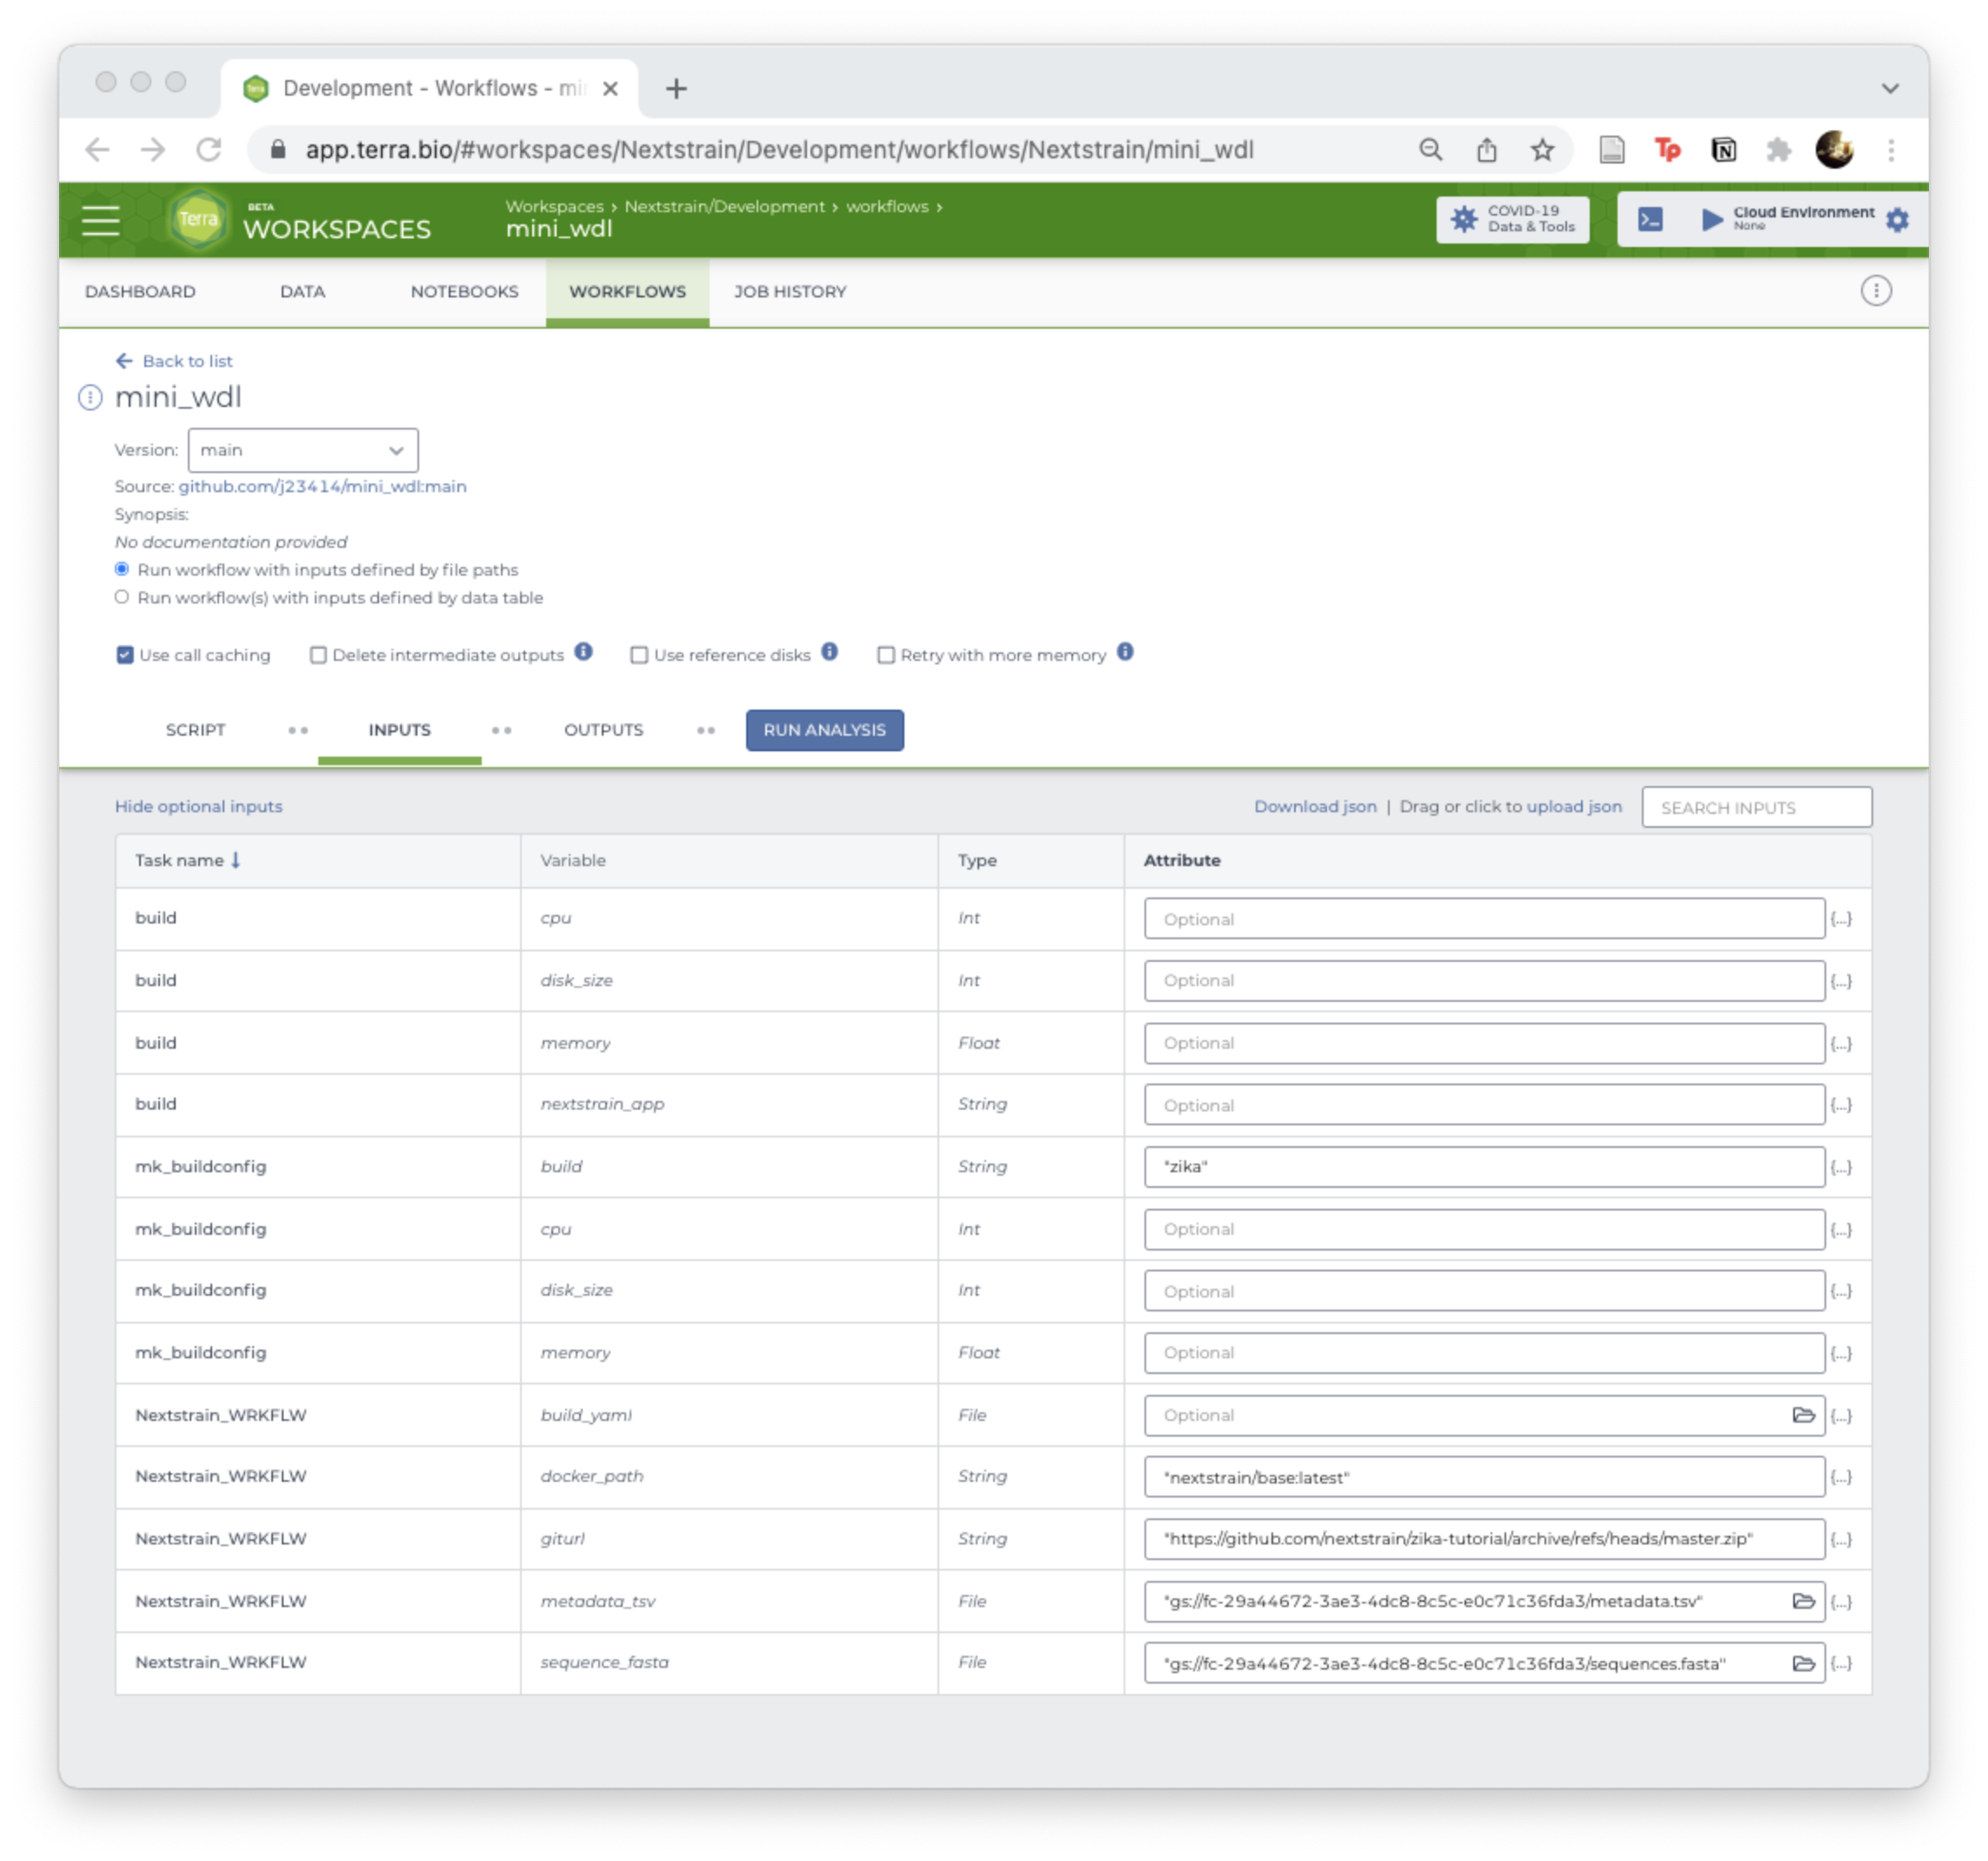 Development - Workflows - mi
app.terra.bio/#workspaces/Nextstrain/Development/workflows/Nextstrain/mini_wdl
Terra
BETA
WORKSPACES
Workspaces › Nextstrain/Development › workflows ›
mini_wdl
COVID-19
Data & Tools
Cloud Environment
None
DASHBOARD DATA NOTEBOOKS WORKFLOWS JOB HISTORY
Back to list
mini_wdl
Version: main
Source: github.com/j23414/mini_wdl:main
Synopsis:
No documentation provided
Run workflow with inputs defined by file paths
Run workflow(s) with inputs defined by data table
Use call caching Delete intermediate outputs Use reference disks Retry with more memory
SCRIPT INPUTS OUTPUTS RUN ANALYSIS
Hide optional inputs Download json | Drag or click to upload json SEARCH INPUTS
Task name Variable Type Attribute
build cpu Int Optional {...}
build disk_size Int Optional {...}
build memory Float Optional {...}
build nextstrain_app String Optional {...}
mk_buildconfig build String "zika" {...}
mk_buildconfig cpu Int Optional {...}
mk_buildconfig disk_size Int Optional {...}
mk_buildconfig memory Float Optional {...}
Nextstrain_WRKFLW build_yaml File Optional {...}
Nextstrain_WRKFLW docker_path String "nextstrain/base:latest" {...}
Nextstrain_WRKFLW giturl String "https://github.com/nextstrain/zika-tutorial/archive/refs/heads/master.zip" {...}
Nextstrain_WRKFLW metadata_tsv File "gs://fc-29a44672-3ae3-4dc8-8c5c-e0c71c36fda3/metadata.tsv" {...}
Nextstrain_WRKFLW sequence_fasta File "gs://fc-29a44672-3ae3-4dc8-8c5c-e0c71c36fda3/sequences.fasta" {...}